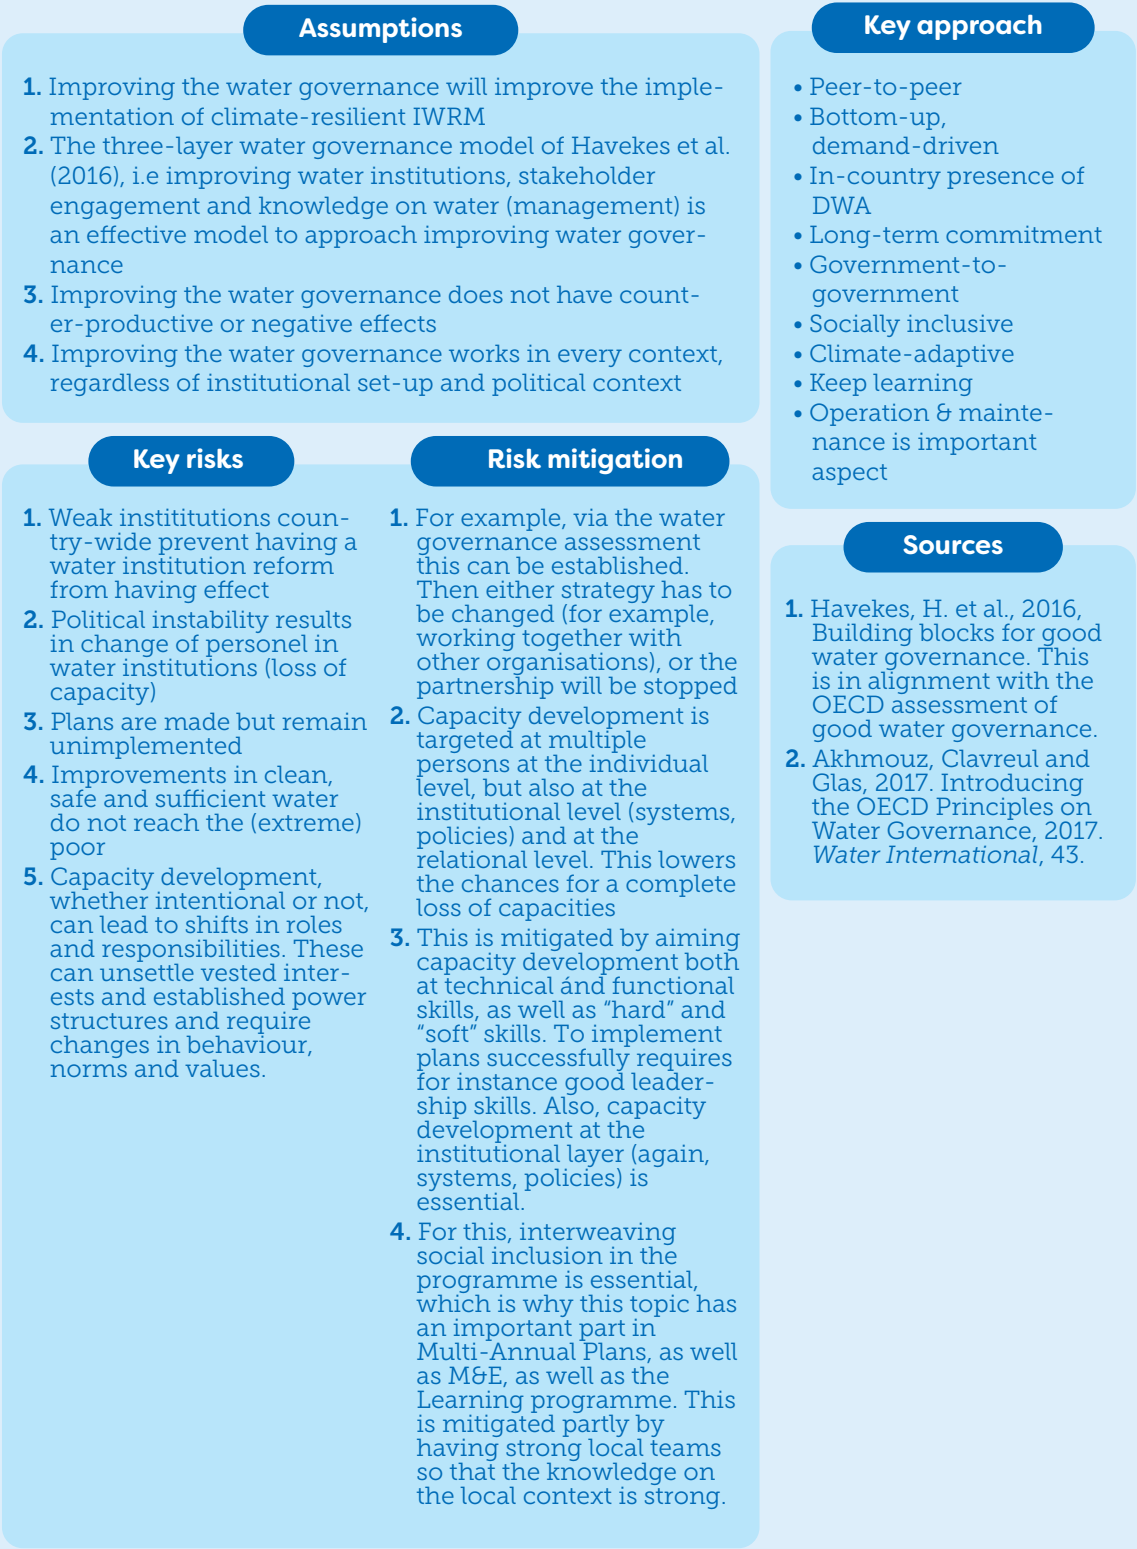 Assumptions
1. Improving the water governance will improve the imple-
mentation of climate-resilient IWRM
2. The three-layer water governance model of Havekes et al.
(2016), i.e improving water institutions, stakeholder
engagement and knowledge on water (management) is
an effective model to approach improving water gover-
nance
3. Improving the water governance does not have count-
er-productive or negative effects
4. Improving the water governance works in every context,
regardless of institutional set-up and political context
Key approach
• Peer-to-peer
• Bottom-up,
demand-driven
• In-country presence of
DWA
• Long-term commitment
• Government-to-
government
• Socially inclusive
• Climate-adaptive
• Keep learning
• Operation & mainte-
nance is important
aspect
Key risks
1. Weak instititutions coun-
try-wide prevent having a
water institution reform
from having effect
2. Political instability results
in change of personel in
water institutions (loss of
capacity)
3. Plans are made but remain
unimplemented
4. Improvements in clean,
safe and sufficient water
do not reach the (extreme)
poor
5. Capacity development,
whether intentional or not,
can lead to shifts in roles
and responsibilities. These
can unsettle vested inter-
ests and established power
structures and require
changes in behaviour,
norms and values.
Risk mitigation
1. For example, via the water
governance assessment
this can be established.
Then either strategy has to
be changed (for example,
working together with
other organisations), or the
partnership will be stopped
2. Capacity development is
targeted at multiple
persons at the individual
level, but also at the
institutional level (systems,
policies) and at the
relational level. This lowers
the chances for a complete
loss of capacities
3. This is mitigated by aiming
capacity development both
at technical ánd functional
skills, as well as “hard” and
“soft” skills. To implement
plans successfully requires
for instance good leader-
ship skills. Also, capacity
development at the
institutional layer (again,
systems, policies) is
essential.
4. For this, interweaving
social inclusion in the
programme is essential,
which is why this topic has
an important part in
Multi-Annual Plans, as well
as M&E, as well as the
Learning programme. This
is mitigated partly by
having strong local teams
so that the knowledge on
the local context is strong.
Sources
1. Havekes, H. et al., 2016,
Building blocks for good
water governance. This
is in alignment with the
OECD assessment of
good water governance.
2. Akhmouz, Clavreul and
Glas, 2017. Introducing
the OECD Principles on
Water Governance, 2017.
Water International, 43.